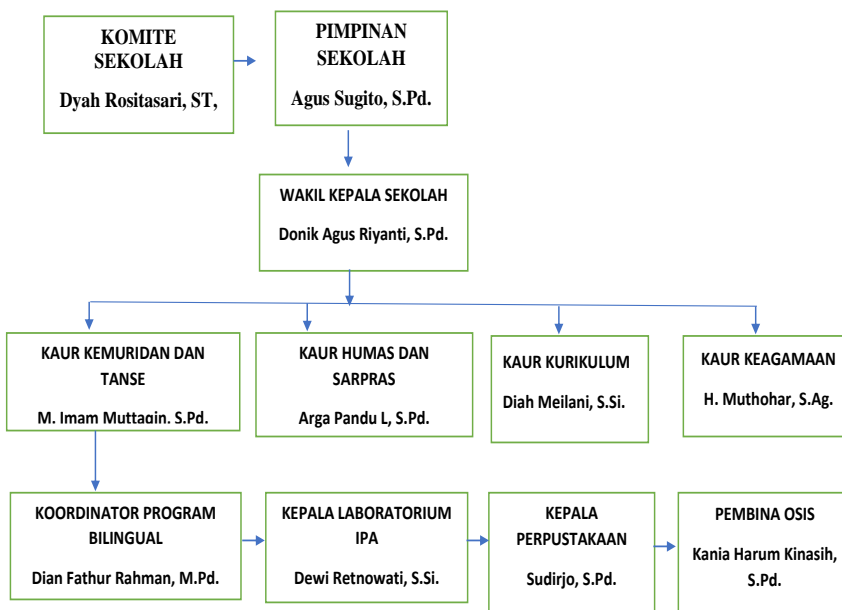 KOMITE
SEKOLAH
Dyah Rositasari, ST,
PIMPINAN
SEKOLAH
Agus Sugito, S.Pd.
WAKIL KEPALA SEKOLAH
Donik Agus Riyanti, S.Pd.
KAUR KEMURIDAN DAN
TANSE
M. Imam Muttaqin, S.Pd.
KAUR HUMAS DAN
SARPRAS
Arga Pandu L, S.Pd.
KAUR KURIKULUM
Diah Meilani, S.Si.
KAUR KEAGAMAAN
H. Muthohar, S.Ag.
KOORDINATOR PROGRAM
BILINGUAL
Dian Fathur Rahman, M.Pd.
KEPALA LABORATORIUM
IPA
Dewi Retnowati, S.Si.
KEPALA
PERPUSTAKAAN
Sudirjo, S.Pd.
PEMBINA OSIS
Kania Harum Kinasih,
S.Pd.